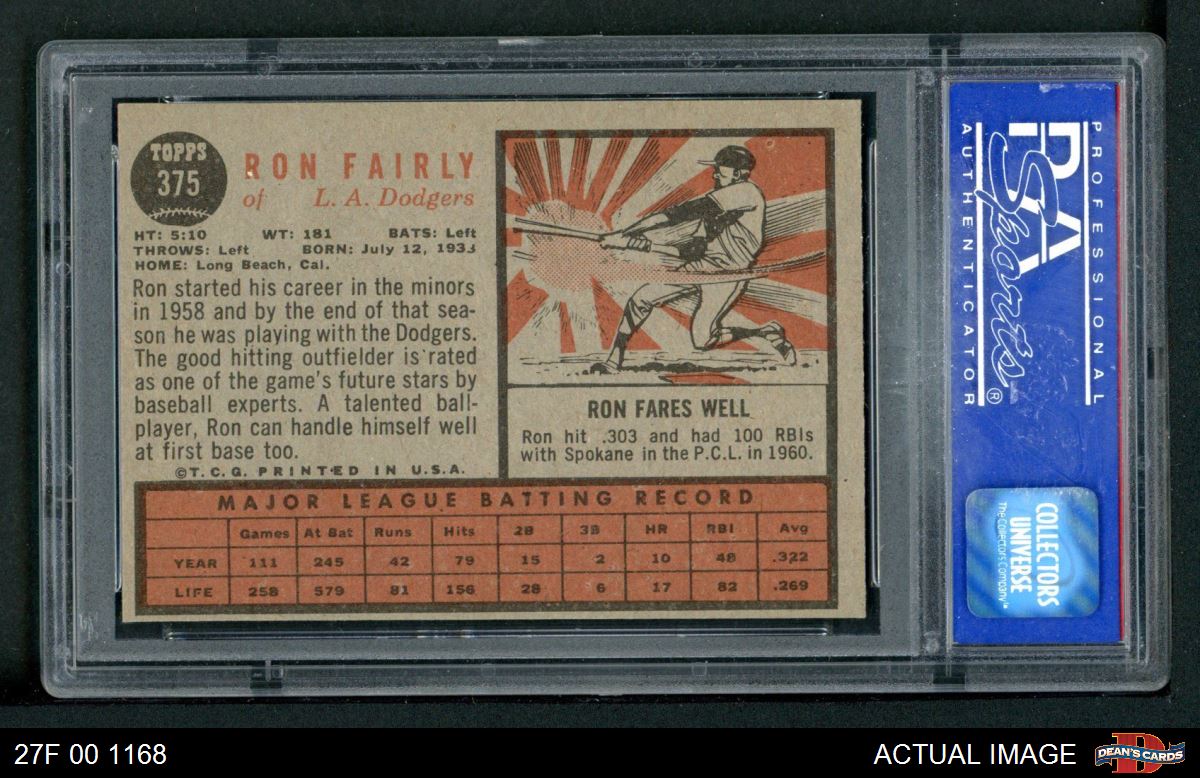 TOPPS
375
RON FAIRLY
of L. A. Dodgers
HT: 5:10 WT: 181 BATS: Left
THROWS: Left BORN: July 12, 1933
HOME: Long Beach, Cal.
Ron started his career in the minors
in 1958 and by the end of that sea-
son he was playing with the Dodgers.
The good hitting outfielder is rated
as one of the game's future stars by
baseball experts. A talented ball-
player, Ron can handle himself well
at first base too.
©T.C.G. PRINTED IN U.S.A.
RON FARES WELL
Ron hit .303 and had 100 RBIs
with Spokane in the P.C.L. in 1960.
MAJOR LEAGUE BATTING RECORD
Games At Bat Runs Hits 2B 3B HR RBI Avg
YEAR 111 245 42 79 15 2 10 48 .322
LIFE 258 579 81 156 28 6 17 82 .269
PROFESSIONAL
PSA
Sports®
AUTHENTICATOR
COLLECTORS
UNIVERSE
The Collectors Company™
27F 00 1168
ACTUAL IMAGE
DEAN'S CARDS